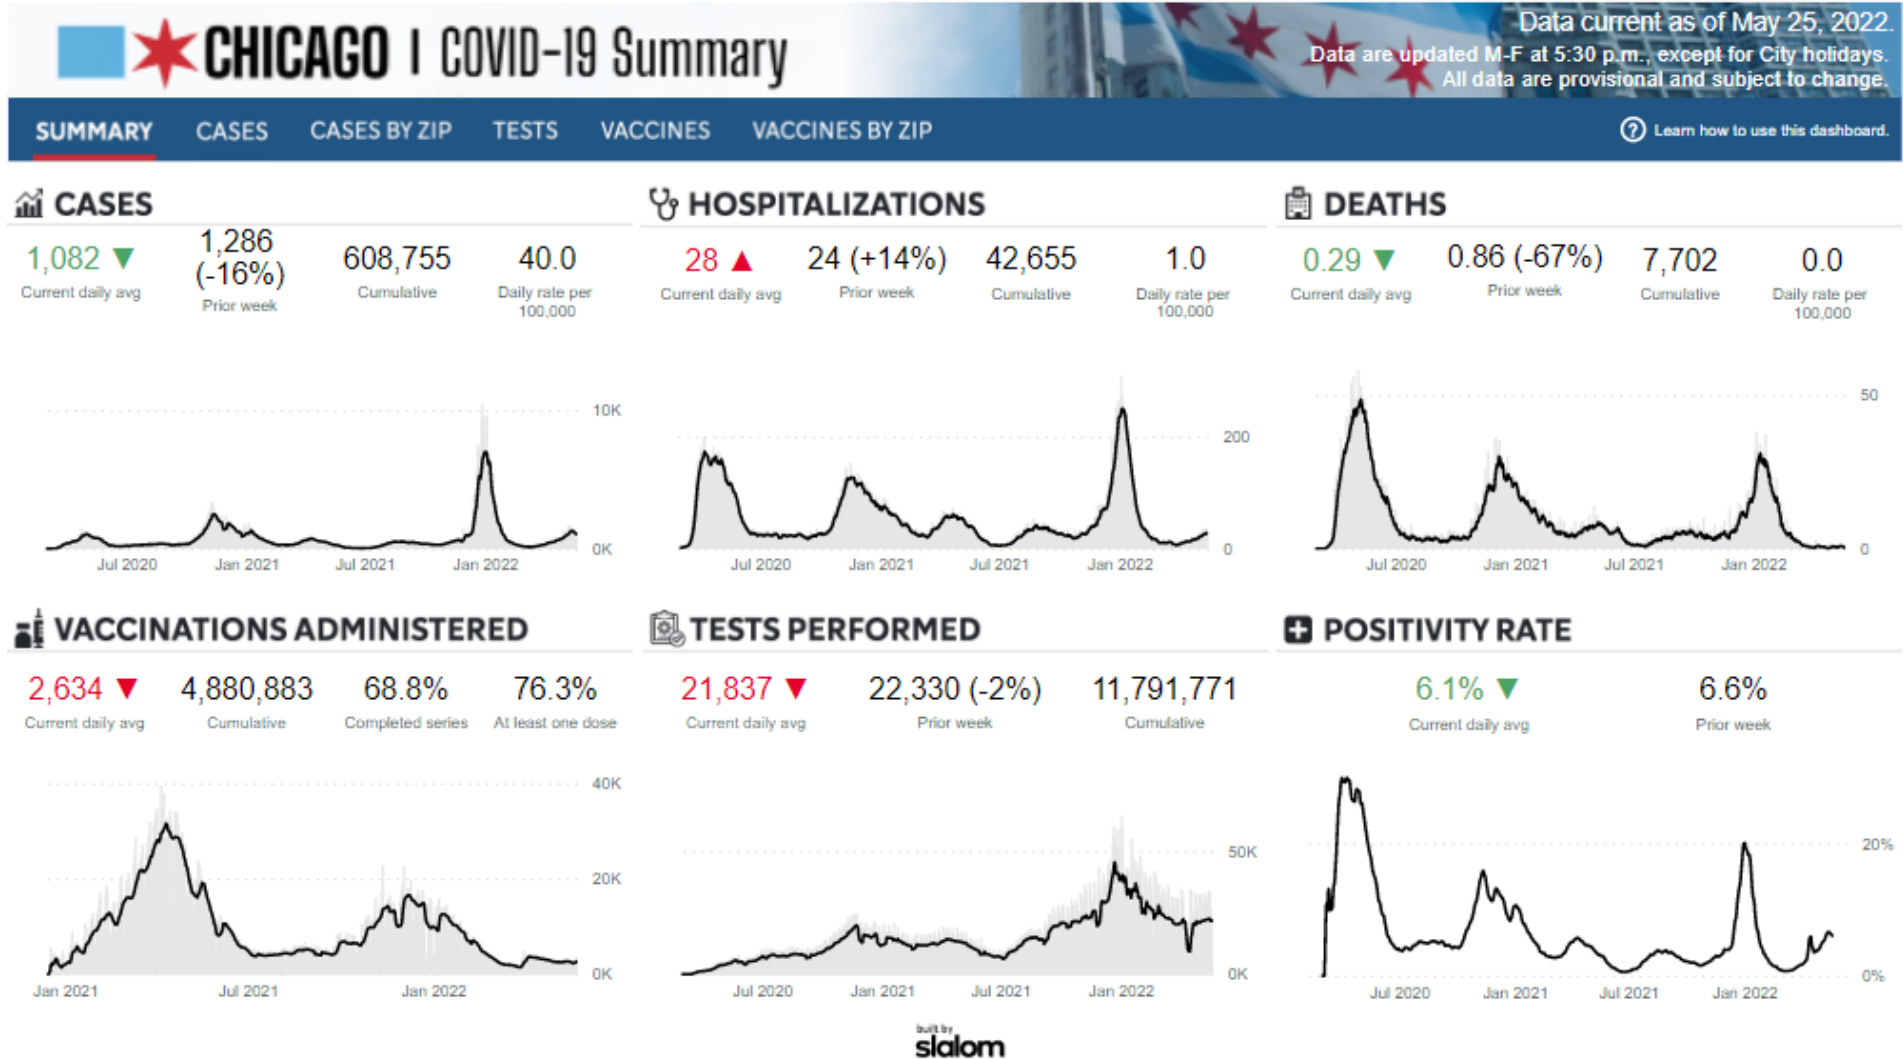 CHICAGO | COVID-19 Summary
Data current as of May 25, 2022.
Data are updated M-F at 5:30 p.m., except for City holidays.
All data are provisional and subject to change.
SUMMARY CASES CASES BY ZIP TESTS VACCINES VACCINES BY ZIP
? Learn how to use this dashboard.
CASES
1,082 ▼
Current daily avg
1,286
(-16%)
Prior week
608,755
Cumulative
40.0
Daily rate per
100,000
10K
0K
Jul 2020 Jan 2021 Jul 2021 Jan 2022
HOSPITALIZATIONS
28 ▲
Current daily avg
24 (+14%)
Prior week
42,655
Cumulative
1.0
Daily rate per
100,000
200
0
Jul 2020 Jan 2021 Jul 2021 Jan 2022
DEATHS
0.29 ▼
Current daily avg
0.86 (-67%)
Prior week
7,702
Cumulative
0.0
Daily rate per
100,000
50
0
Jul 2020 Jan 2021 Jul 2021 Jan 2022
VACCINATIONS ADMINISTERED
2,634 ▼
Current daily avg
4,880,883
Cumulative
68.8%
Completed series
76.3%
At least one dose
40K
20K
0K
Jan 2021 Jul 2021 Jan 2022
TESTS PERFORMED
21,837 ▼
Current daily avg
22,330 (-2%)
Prior week
11,791,771
Cumulative
50K
0K
Jul 2020 Jan 2021 Jul 2021 Jan 2022
POSITIVITY RATE
6.1% ▼
Current daily avg
6.6%
Prior week
20%
0%
Jul 2020 Jan 2021 Jul 2021 Jan 2022
built by
slalom